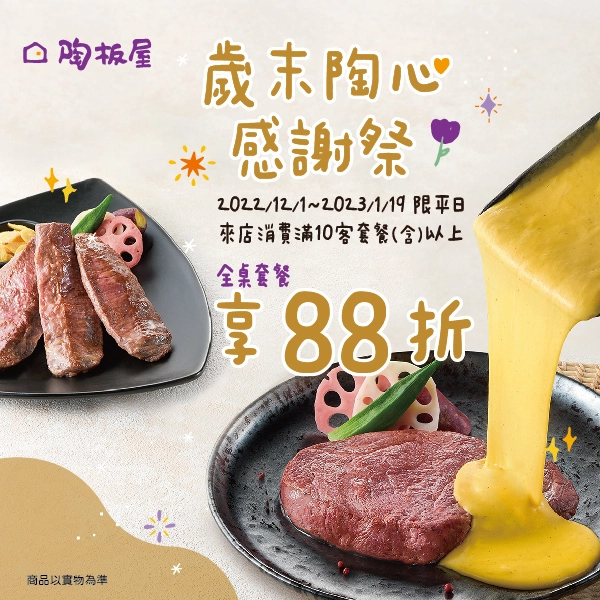 陶板屋
歲末陶心
感謝祭
2022/12/1~2023/1/19 限平日
來店消費滿10客套餐(含)以上
全桌套餐
享88折
商品以實物為準